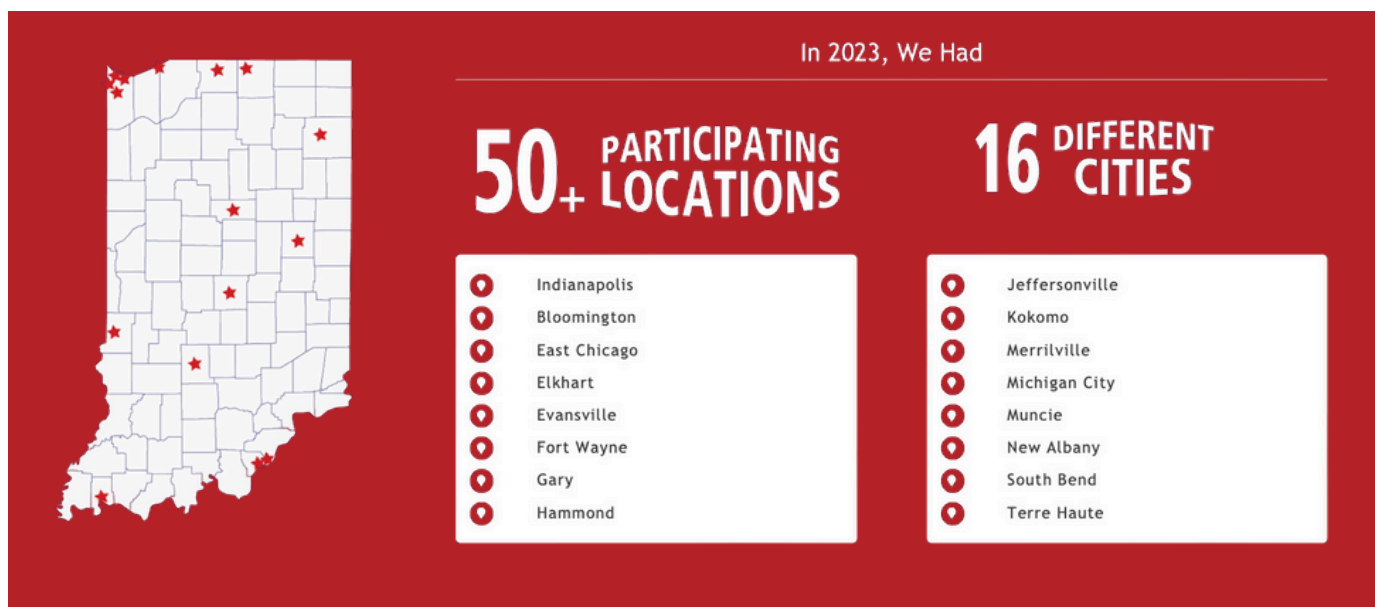 In 2023, We Had
50+ PARTICIPATING
LOCATIONS
16 DIFFERENT
CITIES
Indianapolis
Bloomington
East Chicago
Elkhart
Evansville
Fort Wayne
Gary
Hammond
Jeffersonville
Kokomo
Merrilville
Michigan City
Muncie
New Albany
South Bend
Terre Haute